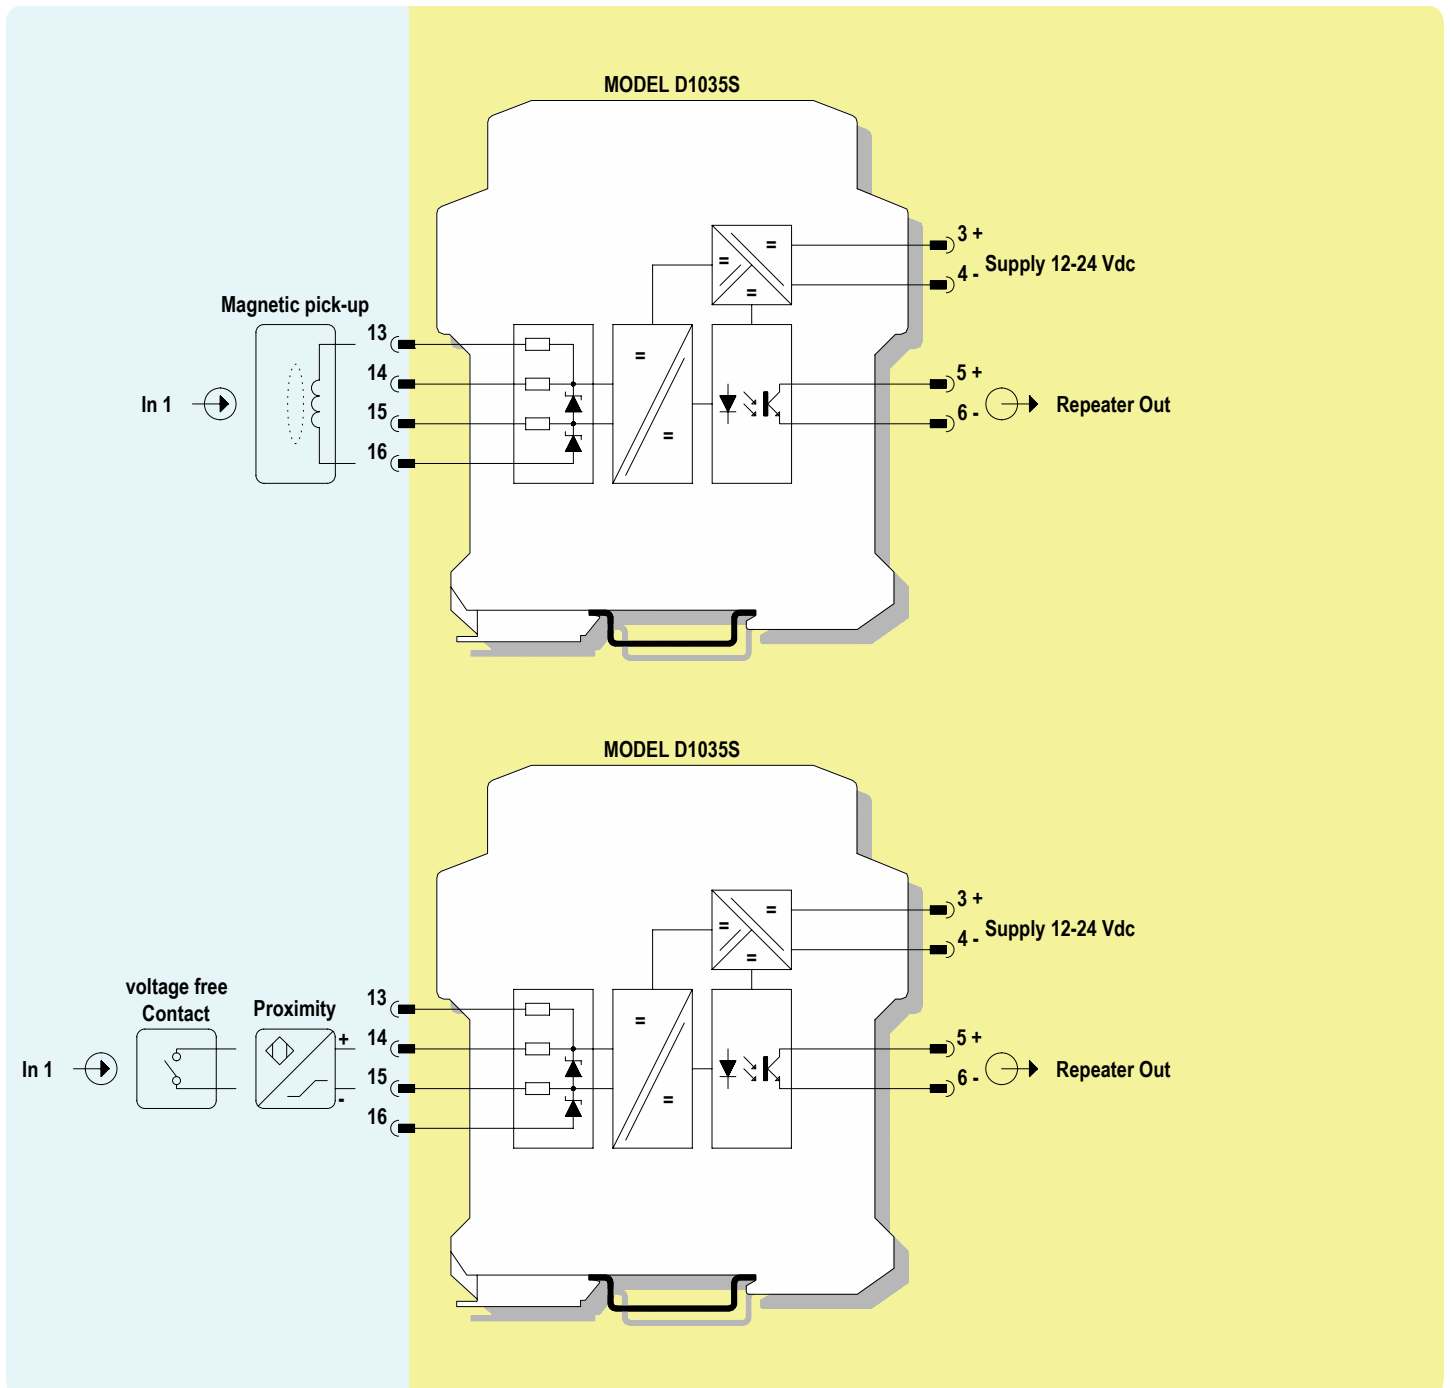 MODEL D1035S
3 +
Supply 12-24 Vdc
4 -
Magnetic pick-up
13
14
15
16
In 1
5 +
6 -
Repeater Out
MODEL D1035S
3 +
Supply 12-24 Vdc
4 -
voltage free
Contact
Proximity
+
-
13
14
15
16
In 1
5 +
6 -
Repeater Out